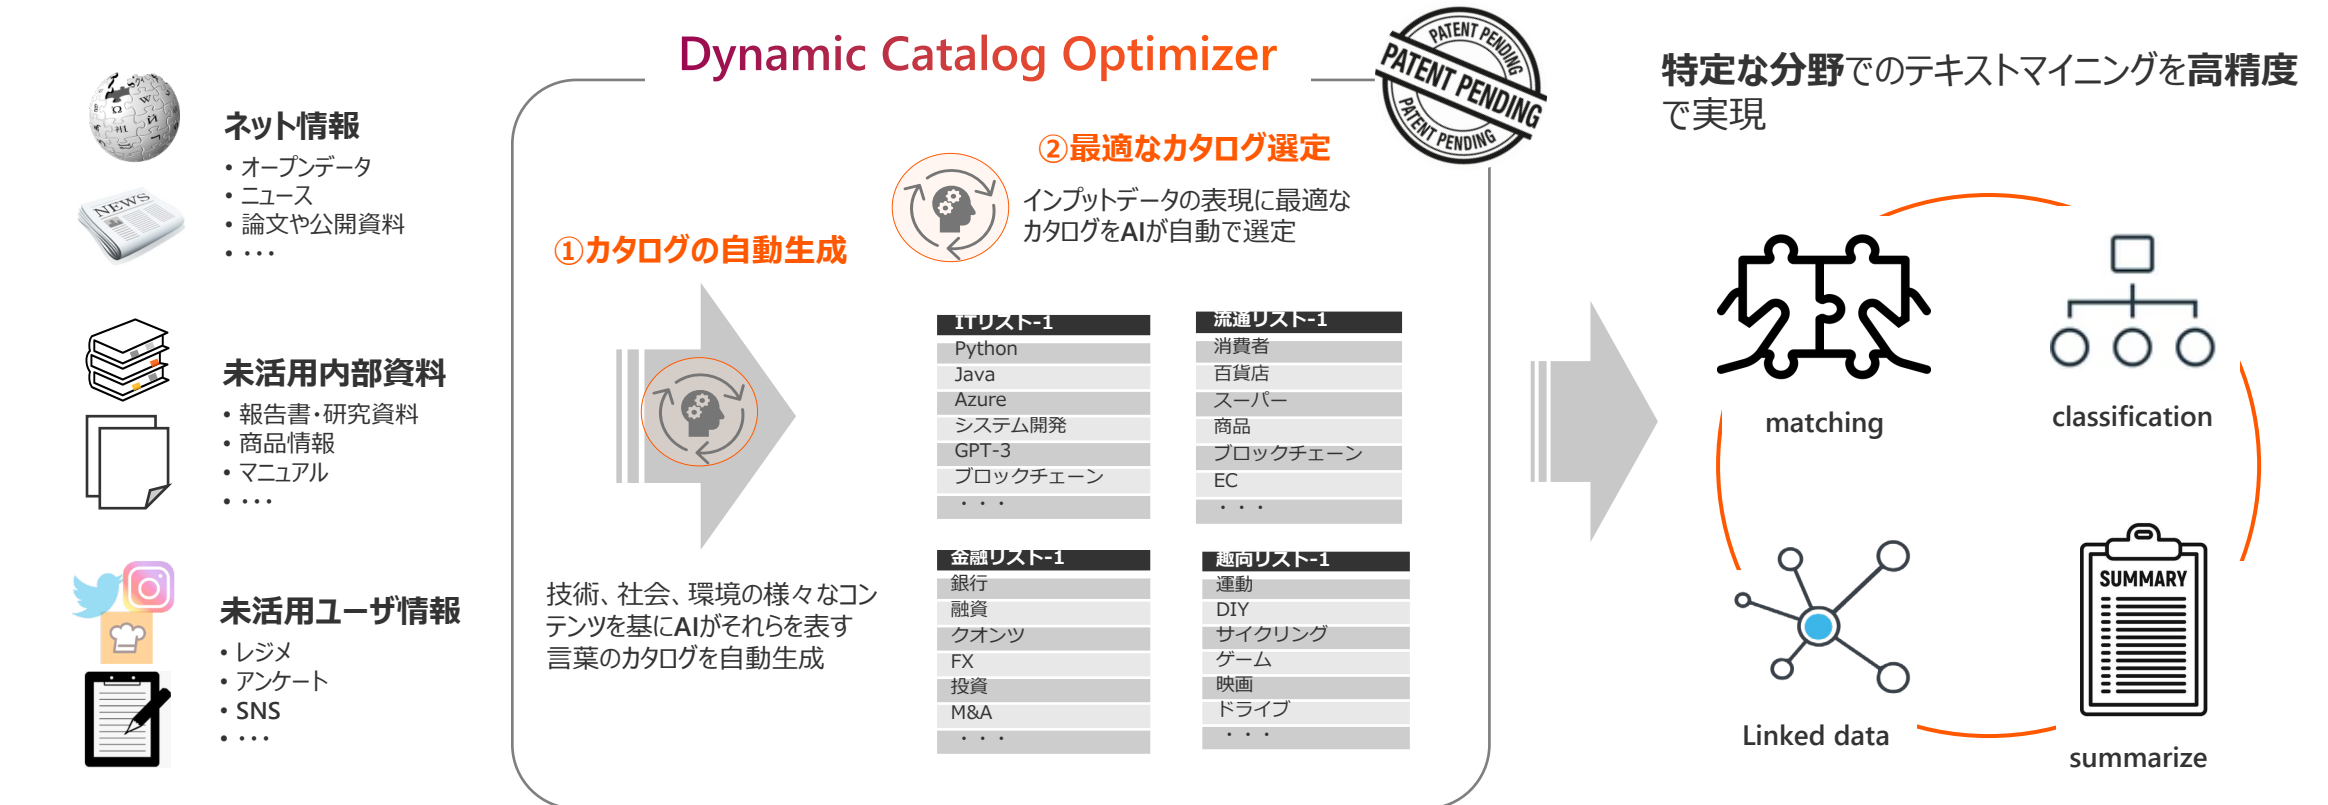 Dynamic Catalog Optimizer
PATENT PENDING
PATENT PENDING
PATENT PENDING
特定な分野でのテキストマイニングを高精度
で実現
ネット情報
• オープンデータ
• ニュース
• 論文や公開資料
• ・・・
NEWS
未活用内部資料
• 報告書・研究資料
• 商品情報
• マニュアル
• ・・・
未活用ユーザ情報
• レジメ
• アンケート
• SNS
• ・・・
①カタログの自動生成
技術、社会、環境の様々なコン
テンツを基にAIがそれらを表す
言葉のカタログを自動生成
②最適なカタログ選定
インプットデータの表現に最適な
カタログをAIが自動で選定
ITリスト-1
Python
Java
Azure
システム開発
GPT-3
ブロックチェーン
・・・
流通リスト-1
消費者
百貨店
スーパー
商品
ブロックチェーン
EC
・・・
金融リスト-1
銀行
融資
クオンツ
FX
投資
M&A
・・・
趣向リスト-1
運動
DIY
サイクリング
ゲーム
映画
ドライブ
・・・
matching
classification
Linked data
SUMMARY
summarize